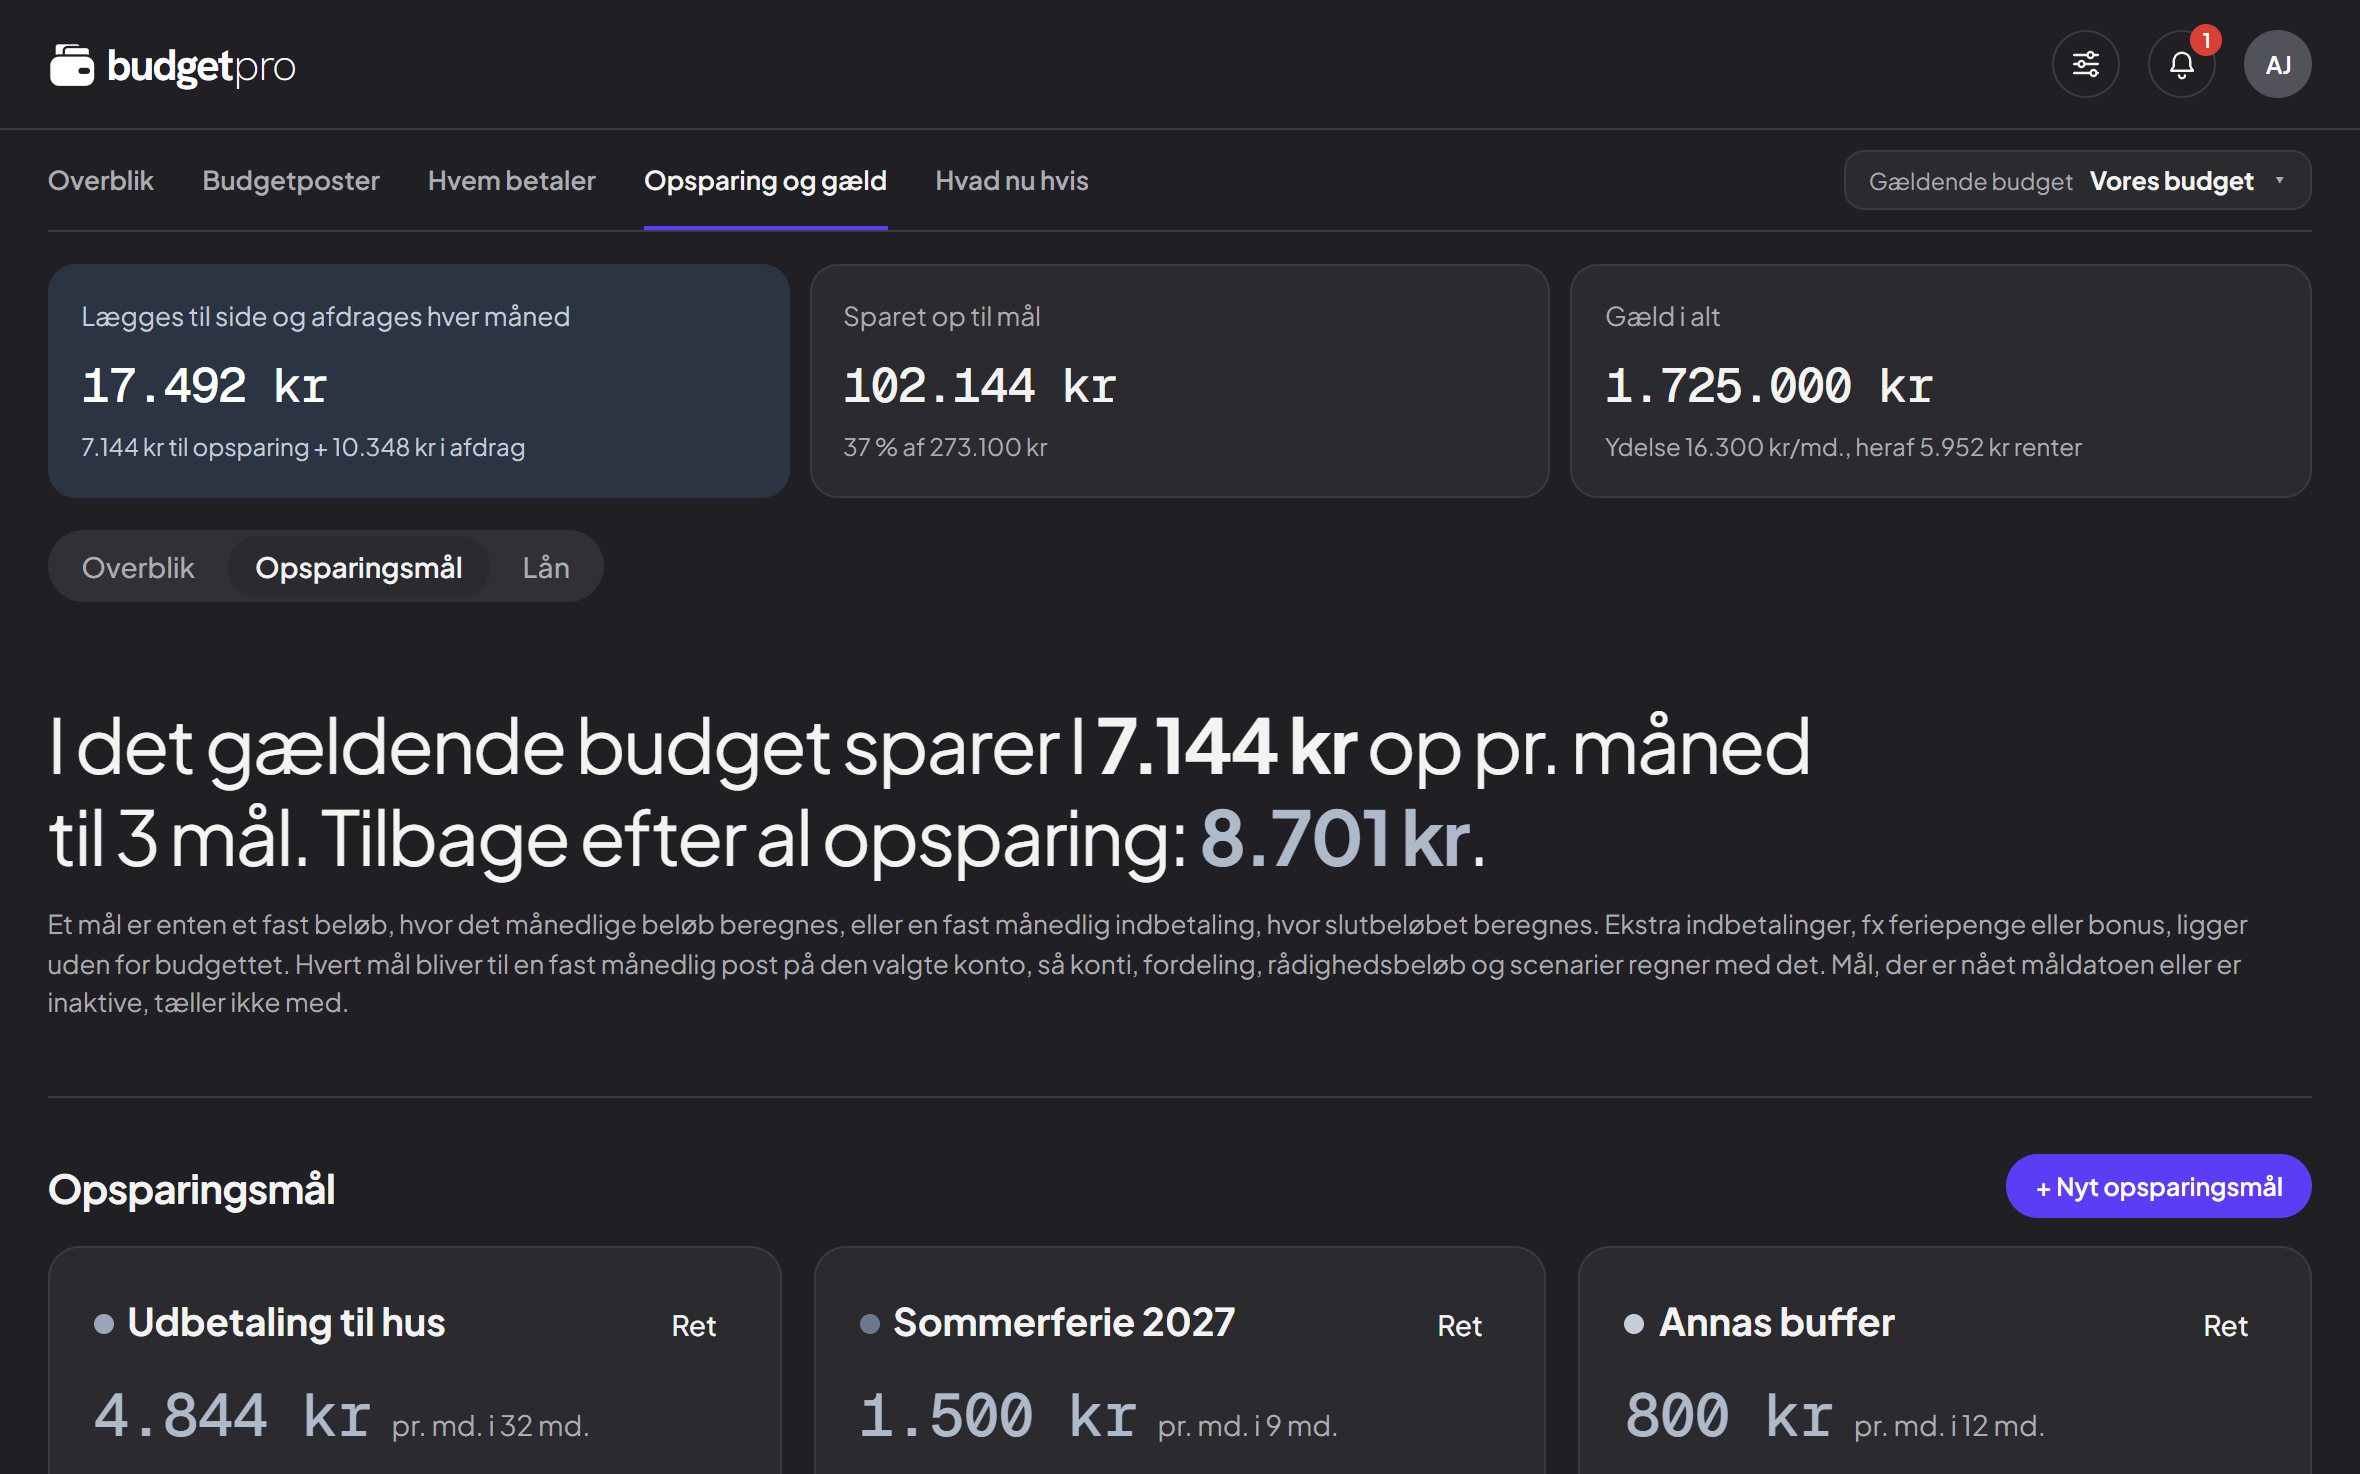 budgetpro
1
AJ
Overblik
Budgetposter
Hvem betaler
Opsparing og gæld
Hvad nu hvis
Gældende budget Vores budget
Lægges til side og afdrages hver måned
17.492 kr
7.144 kr til opsparing + 10.348 kr i afdrag
Sparet op til mål
102.144 kr
37 % af 273.100 kr
Gæld i alt
1.725.000 kr
Ydelse 16.300 kr/md., heraf 5.952 kr renter
Overblik
Opsparingsmål
Lån
I det gældende budget sparer I 7.144 kr op pr. måned
til 3 mål. Tilbage efter al opsparing: 8.701 kr.
Et mål er enten et fast beløb, hvor det månedlige beløb beregnes, eller en fast månedlig indbetaling, hvor slutbeløbet beregnes. Ekstra indbetalinger, fx feriepenge eller bonus, ligger
uden for budgettet. Hvert mål bliver til en fast månedlig post på den valgte konto, så konti, fordeling, rådighedsbeløb og scenarier regner med det. Mål, der er nået måldatoen eller er
inaktive, tæller ikke med.
Opsparingsmål
+ Nyt opsparingsmål
Udbetaling til hus
Ret
4.844 kr pr. md. i 32 md.
Sommerferie 2027
Ret
1.500 kr pr. md. i 9 md.
Annas buffer
Ret
800 kr pr. md. i 12 md.